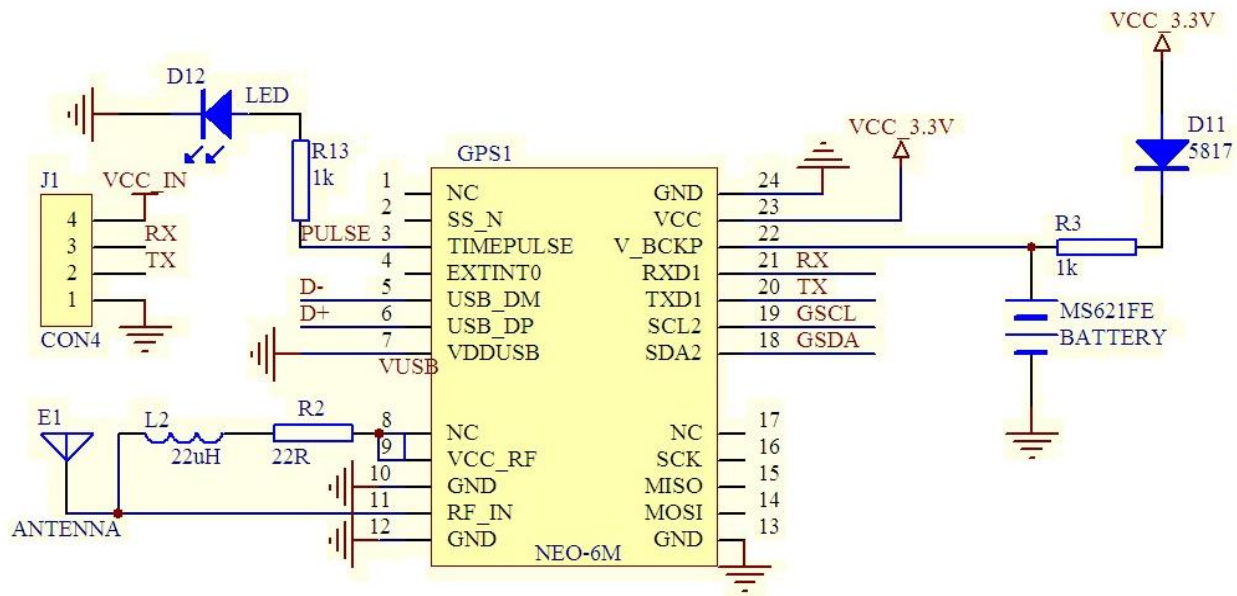 VCC_3.3V
D12
LED
VCC_3.3V
D11
5817
R13
1k
GPS1
J1
VCC_IN
4
3
2
1
RX
TX
CON4
PULSE
D-
D+
VUSB
1 NC
2 SS_N
3 TIMEPULSE
4 EXTINT0
5 USB_DM
6 USB_DP
7 VDDUSB
8 NC
9 VCC_RF
10 GND
11 RF_IN
12 GND
GND 24
VCC 23
V_BCKP 22
RXD1 21 RX
TXD1 20 TX
SCL2 19 GSCL
SDA2 18 GSDA
NC 17
SCK 16
MISO 15
MOSI 14
GND 13
NEO-6M
R3
1k
MS621FE
BATTERY
E1
ANTENNA
L2
22uH
R2
22R